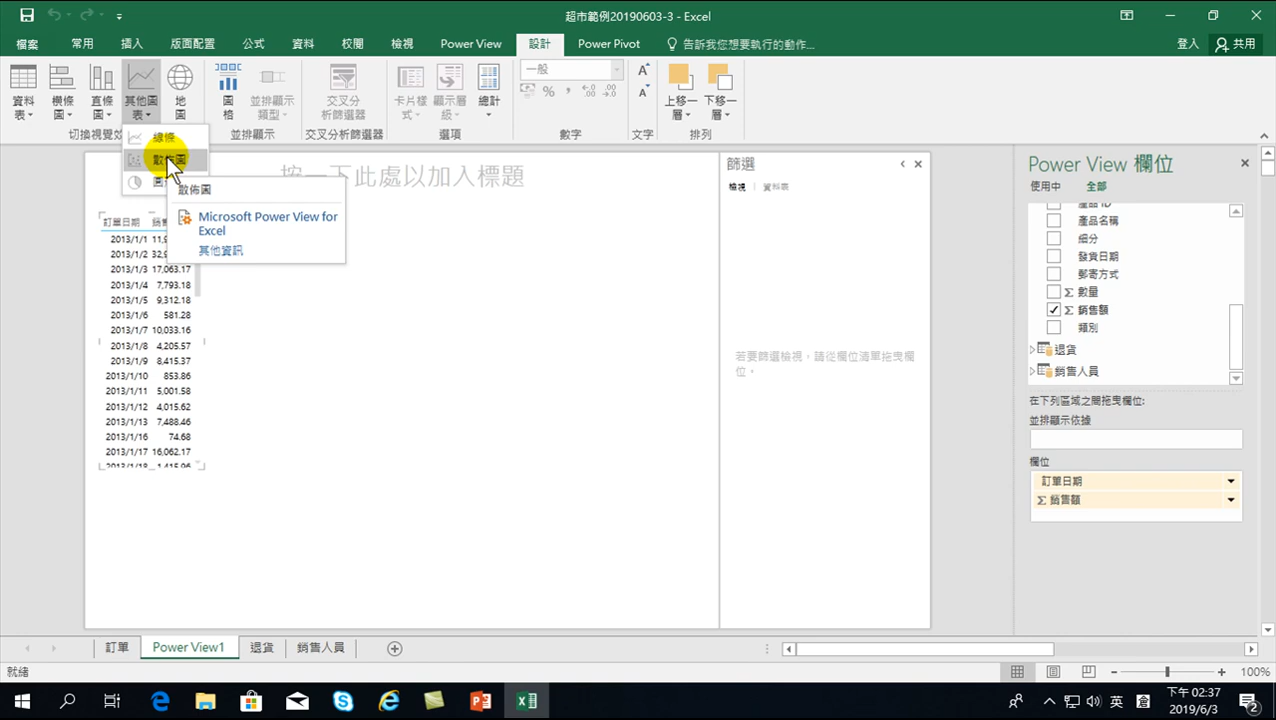 超市範例20190603-3 - Excel
檔案 常用 插入 版面配置 公式 資料 校閱 檢視 Power View 設計 Power Pivot 告訴我您想要執行的動作... 登入 共用
資料表 橫條圖 直條圖 其他圖表 地圖
圖格 並排顯示類型
交叉分析篩選器
卡片樣式 顯示層級 總計
一般
% ,
上移一層 下移一層
切換視覺效 並排顯示 交叉分析篩選器 選項 數字 文字 排列
線條
散佈圖
散佈圖
Microsoft Power View for
Excel
其他資訊
按一下此處以加入標題
訂單日期
2013/1/1
2013/1/2
2013/1/3 17,063.17
2013/1/4 7,793.18
2013/1/5 9,312.18
2013/1/6 581.28
2013/1/7 10,033.16
2013/1/8 4,205.57
2013/1/9 8,415.37
2013/1/10 853.86
2013/1/11 5,001.58
2013/1/12 4,015.62
2013/1/13 7,488.46
2013/1/16 74.68
2013/1/17 16,062.17
2013/1/18 1,415.96
篩選
檢視 資料表
若要篩選檢視，請從欄位清單拖曳欄
位。
Power View 欄位
使用中 全部
產品 ID
產品名稱
細分
發貨日期
郵寄方式
Σ 數量
Σ 銷售額
類別
退貨
銷售人員
在下列區域之間拖曳欄位:
並排顯示依據
欄位
訂單日期
Σ 銷售額
訂單 Power View1 退貨 銷售人員
就緒
100%
英
下午 02:37
2019/6/3
2